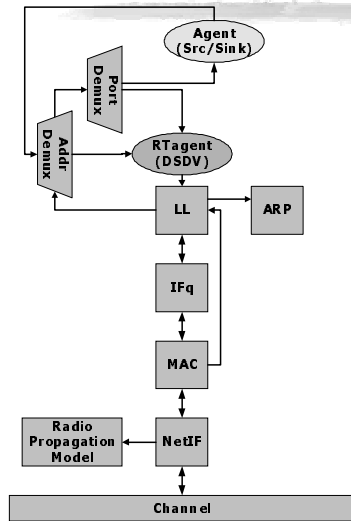 Agent
(Src/Sink)
Port
Demux
Addr
Demux
RTagent
(DSDV)
LL
ARP
IFq
MAC
Radio
Propagation
Model
NetIF
Channel